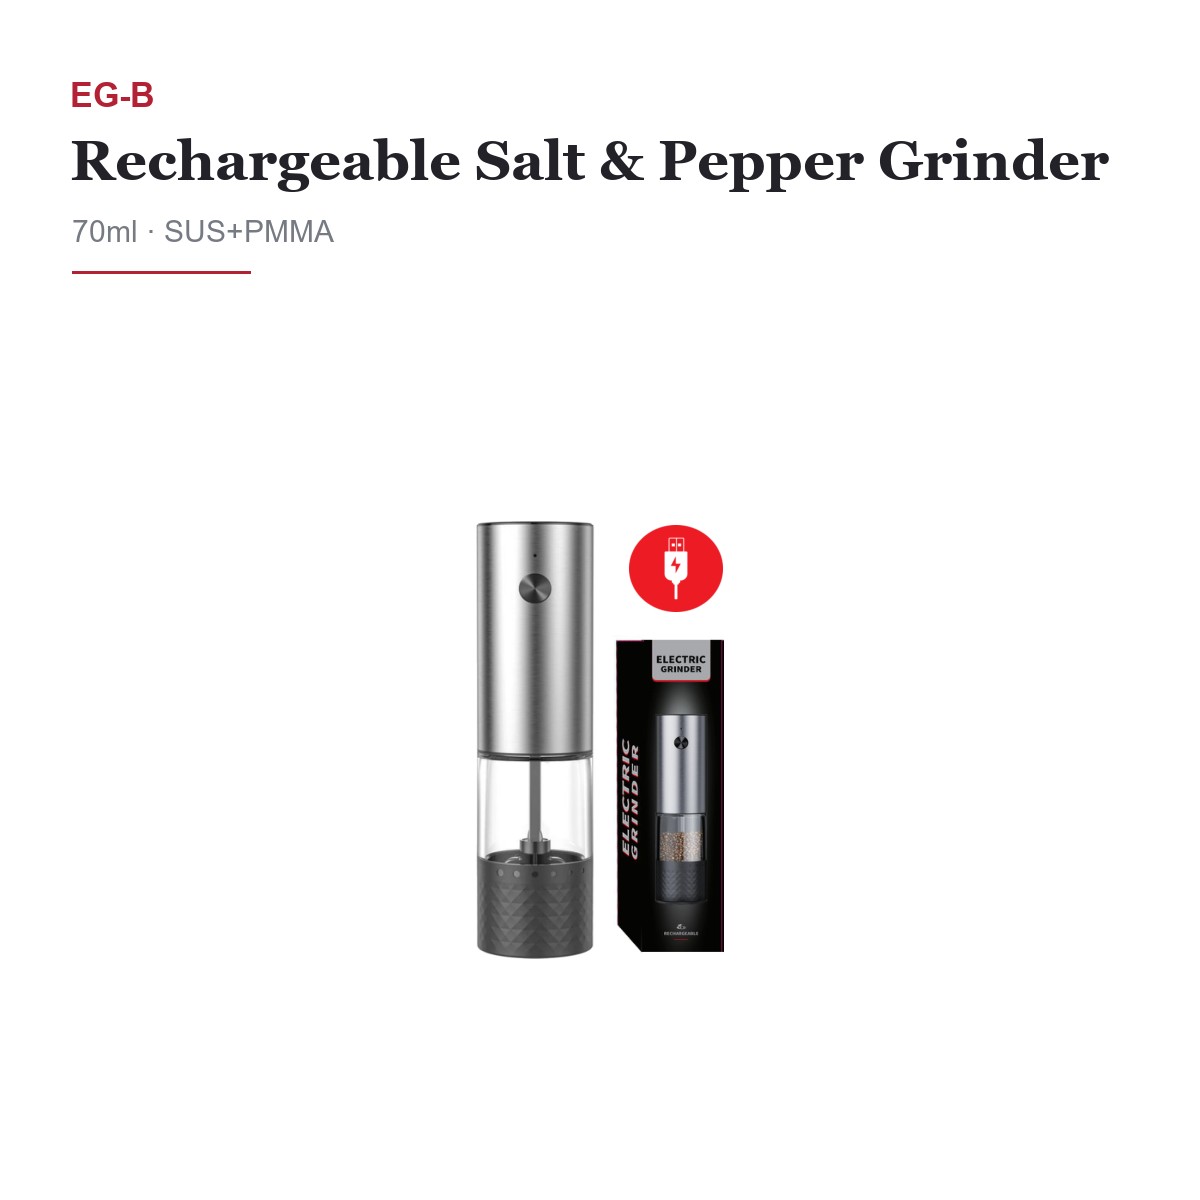 EG-B
Rechargeable Salt & Pepper Grinder
70ml · SUS+PMMA
ELECTRIC
GRINDER
ELECTRIC
GRINDER
RECHARGEABLE